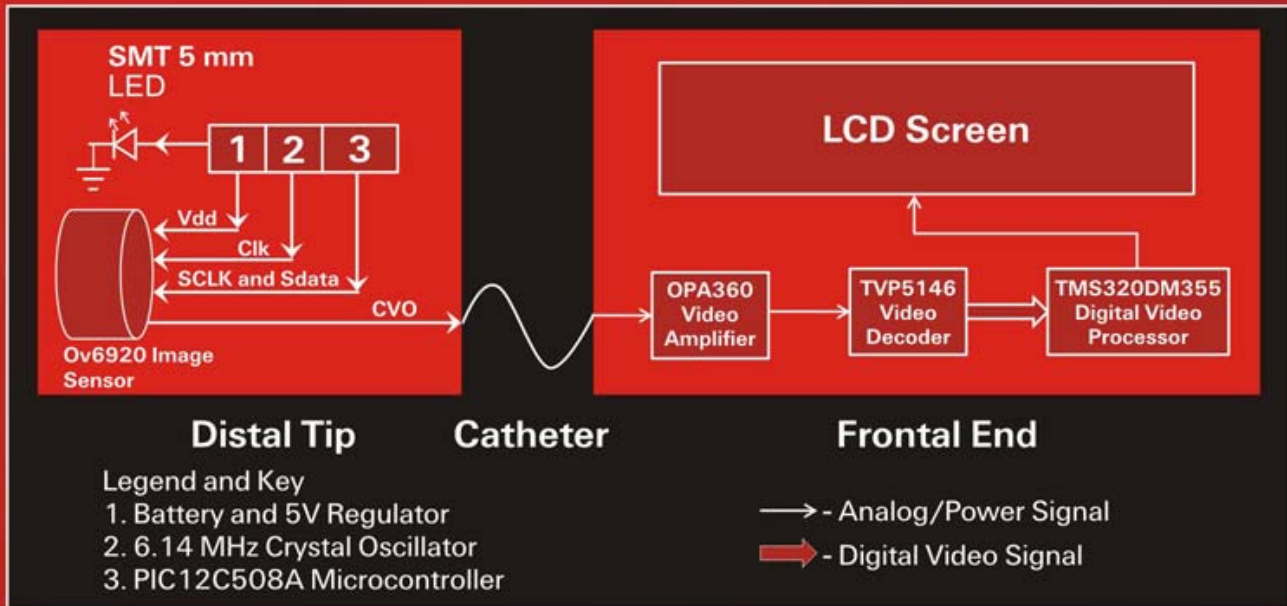 SMT 5 mm
LED
1 2 3
Vdd
Clk
SCLK and Sdata
CVO
Ov6920 Image
Sensor
LCD Screen
OPA360
Video
Amplifier
TVP5146
Video
Decoder
TMS320DM355
Digital Video
Processor
Distal Tip
Catheter
Frontal End
Legend and Key
1. Battery and 5V Regulator
2. 6.14 MHz Crystal Oscillator
3. PIC12C508A Microcontroller
- Analog/Power Signal
- Digital Video Signal